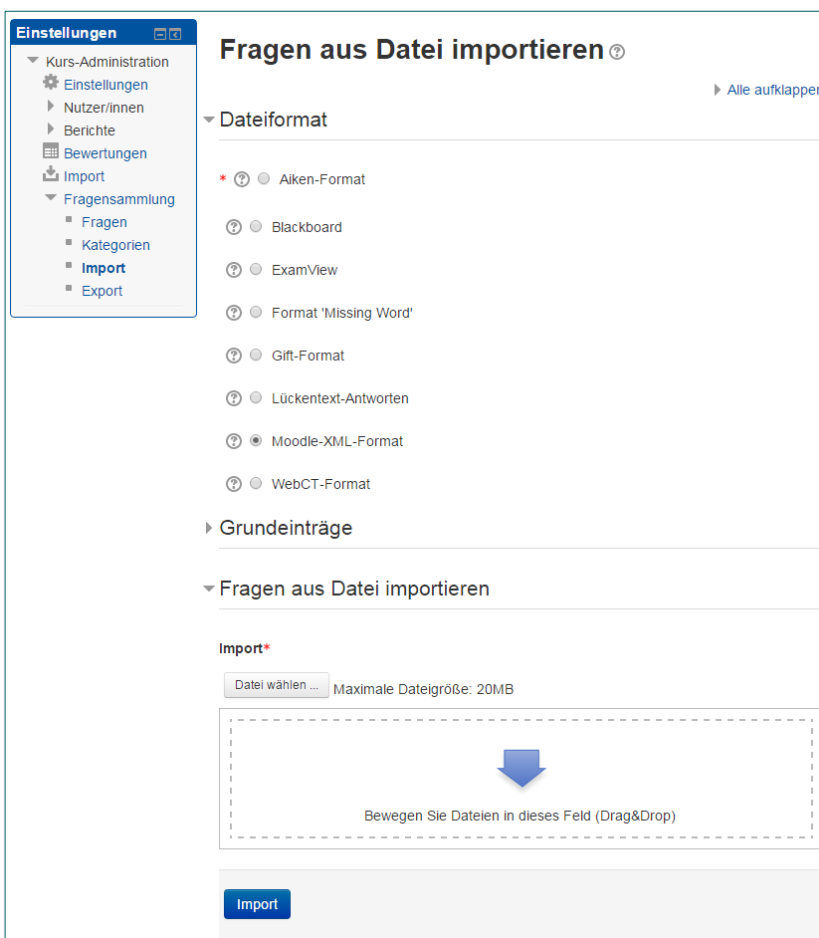 Einstellungen
Kurs-Administration
Einstellungen
Nutzer/innen
Berichte
Bewertungen
Import
Fragensammlung
Fragen
Kategorien
Import
Export
Fragen aus Datei importieren
Alle aufklappen
Dateiformat
* Aiken-Format
Blackboard
ExamView
Format 'Missing Word'
Gift-Format
Lückentext-Antworten
Moodle-XML-Format
WebCT-Format
Grundeinträge
Fragen aus Datei importieren
Import*
Datei wählen ... Maximale Dateigröße: 20MB
Bewegen Sie Dateien in dieses Feld (Drag&Drop)
Import